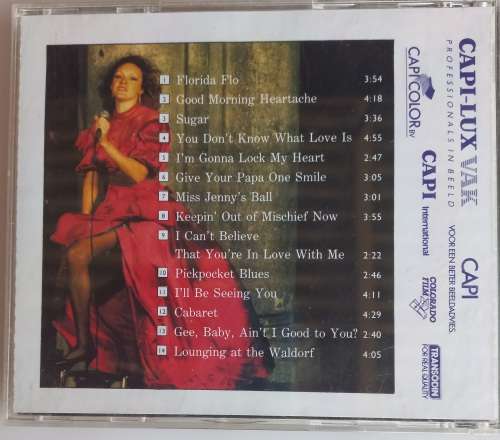 1 Florida Flo 3:54
2 Good Morning Heartache 4:18
3 Sugar 3:36
4 You Don't Know What Love Is 4:55
5 I'm Gonna Lock My Heart 2:47
6 Give Your Papa One Smile 3:05
7 Miss Jenny's Ball 3:01
8 Keepin' Out of Mischief Now 3:55
9 I Can't Believe
That You're In Love With Me 2:22
10 Pickpocket Blues 2:46
11 I'll Be Seeing You 4:11
12 Cabaret 4:29
13 Gee, Baby, Ain't I Good to You? 2:40
14 Lounging at the Waldorf 4:05
CAPI-LUX VAK
PROFESSIONALS IN BEELD
CAPI
VOOR EEN BETER BEELDADVIES.
CAPICOLOR BV
CAPI
International
COLORADO
FILM
TRANSCODIN
FOR REAL QUALITY